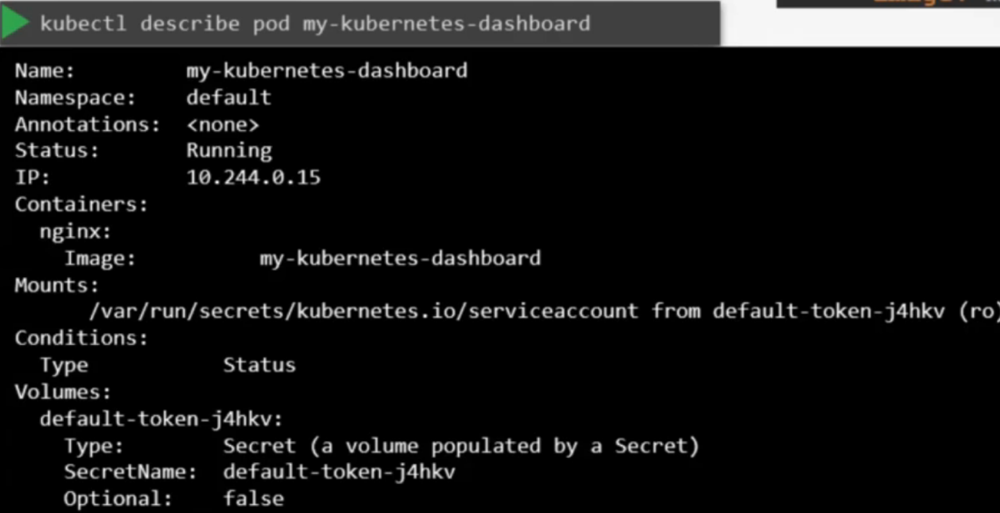 kubectl describe pod my-kubernetes-dashboard
Name: my-kubernetes-dashboard
Namespace: default
Annotations: <none>
Status: Running
IP: 10.244.0.15
Containers:
nginx:
Image: my-kubernetes-dashboard
Mounts:
/var/run/secrets/kubernetes.io/serviceaccount from default-token-j4hkv (ro)
Conditions:
Type Status
Volumes:
default-token-j4hkv:
Type: Secret (a volume populated by a Secret)
SecretName: default-token-j4hkv
Optional: false